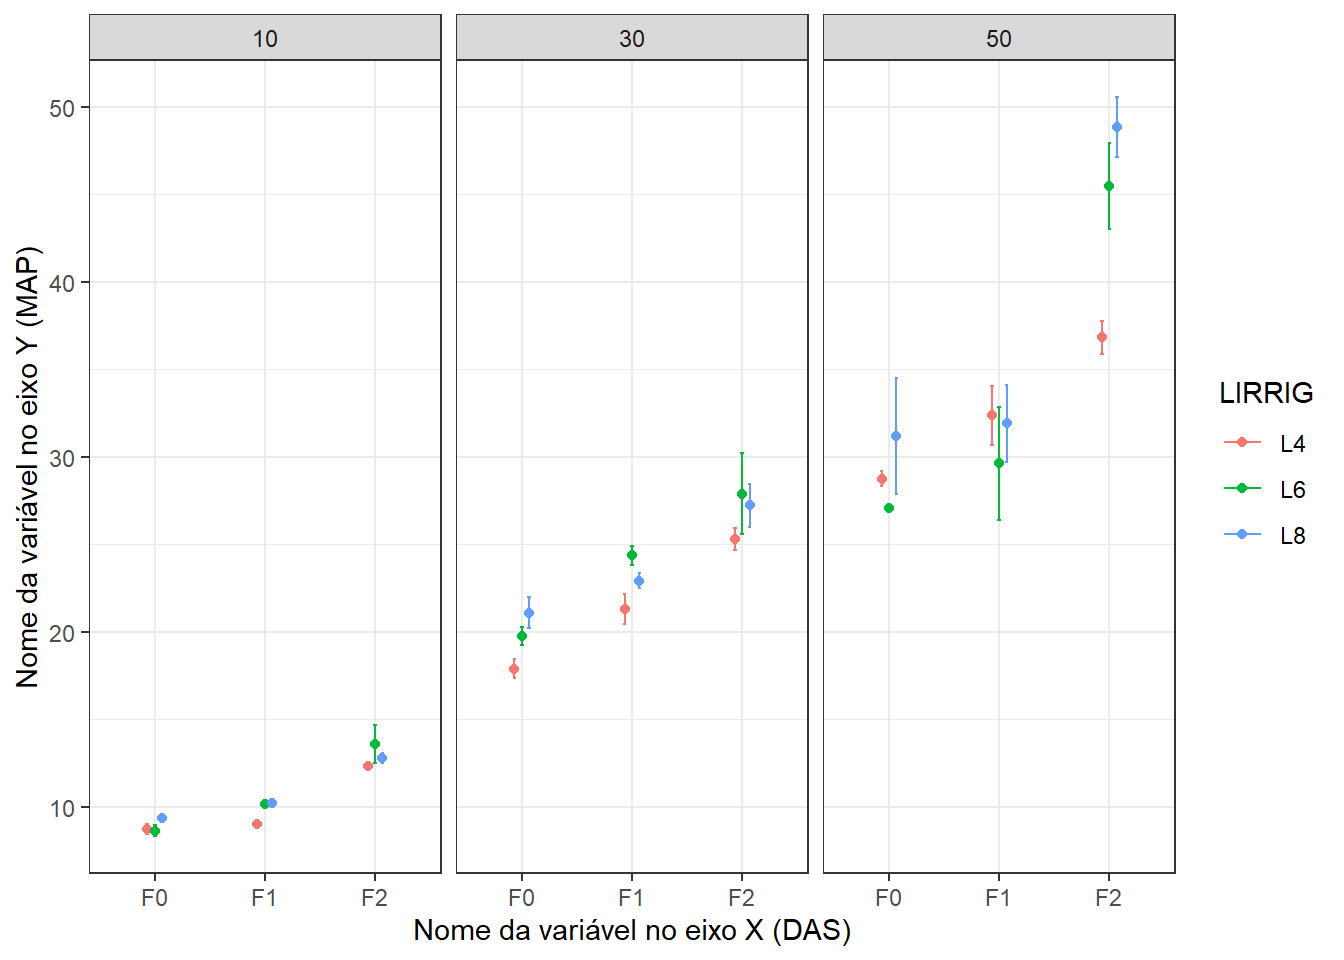 10 30 50
50
40
30
20
10
Nome da variável no eixo Y (MAP)
F0 F1 F2 F0 F1 F2 F0 F1 F2
Nome da variável no eixo X (DAS)
LIRRIG
L4
L6
L8